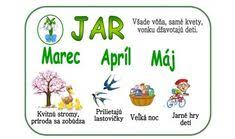 JAR
Všade vôňa, samé kvety,
vonku džavotajú deti.
Marec Apríl Máj
Kvitnú stromy,
príroda sa zobúdza
Prilietajú
lastovičky
Veľká noc
Jarné hry
detí